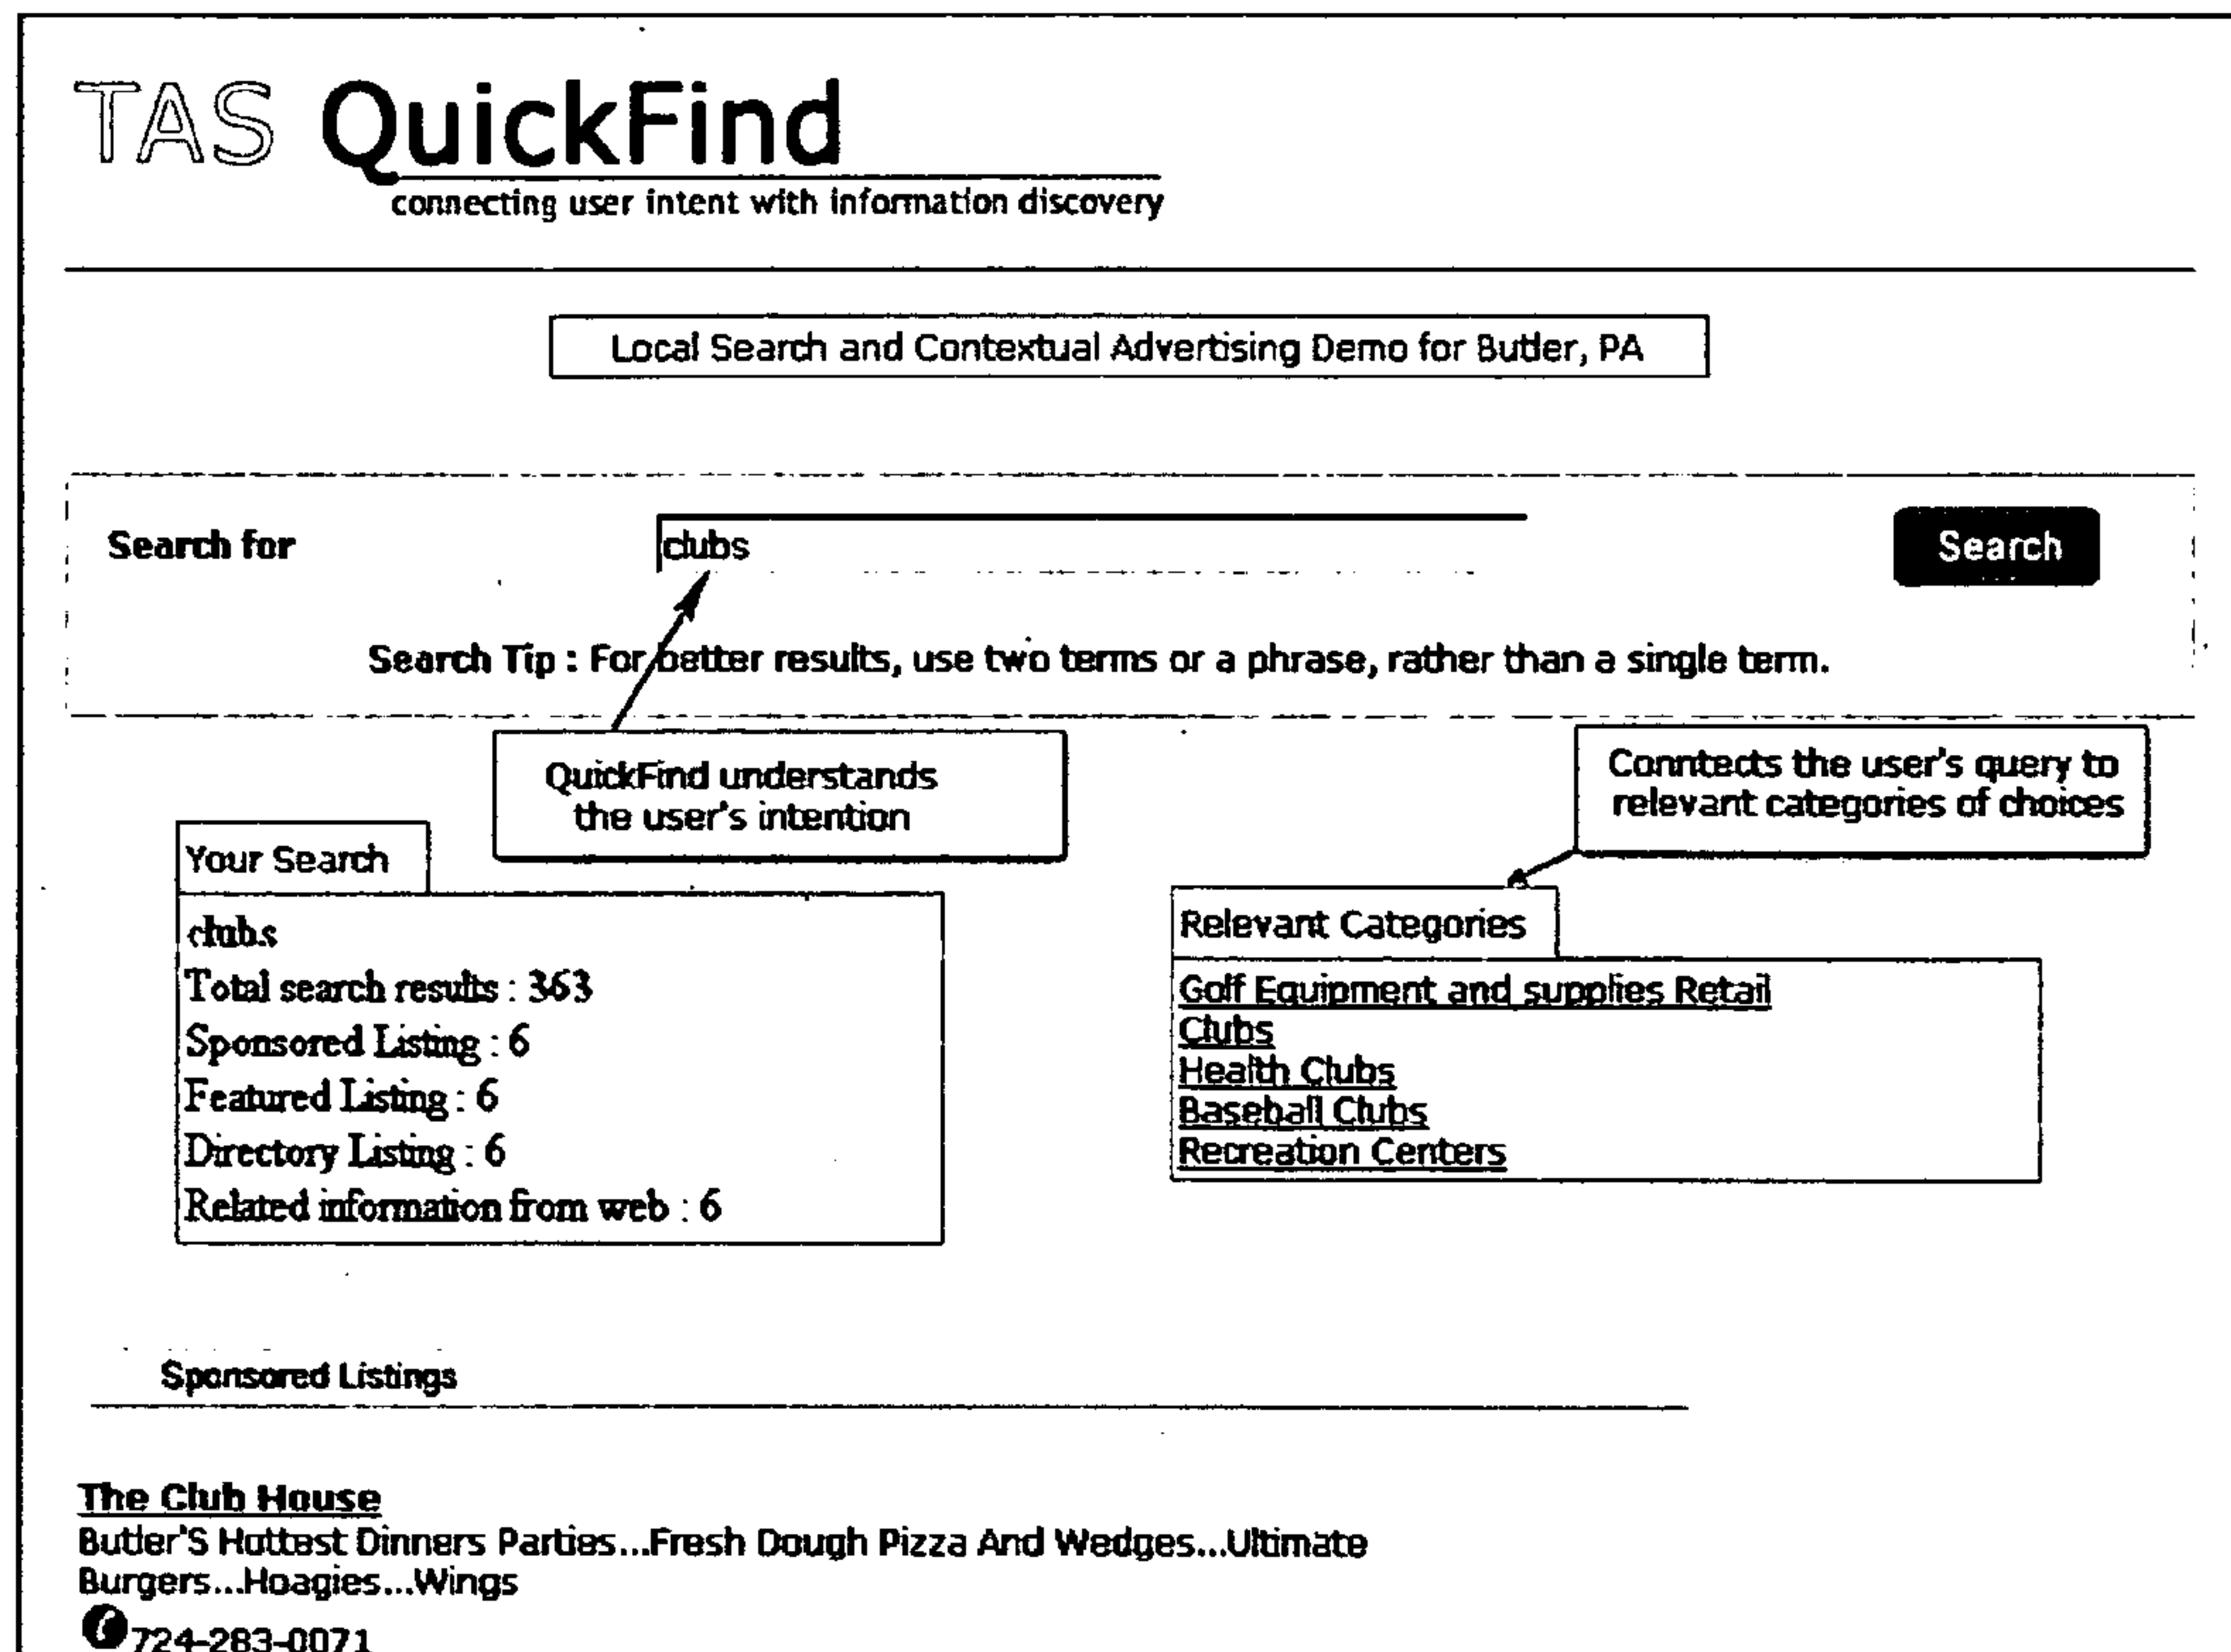 TAS QuickFind
connecting user intent with information discovery
Local Search and Contextual Advertising Demo for Butler, PA
Search for
clubs
Search
Search Tip : For better results, use two terms or a phrase, rather than a single term.
QuickFind understands
the user's intention
Conntects the user's query to
relevant categories of choices
Your Search
clubs
Total search results : 363
Sponsored Listing : 6
Featured Listing : 6
Directory Listing : 6
Related information from web : 6
Relevant Categories
Golf Equipment and supplies Retail
Clubs
Health Clubs
Baseball Clubs
Recreation Centers
Sponsored Listings
The Club House
Butler'S Hottest Dinners Parties...Fresh Dough Pizza And Wedges...Ultimate
Burgers...Hoagies...Wings
724-283-0071